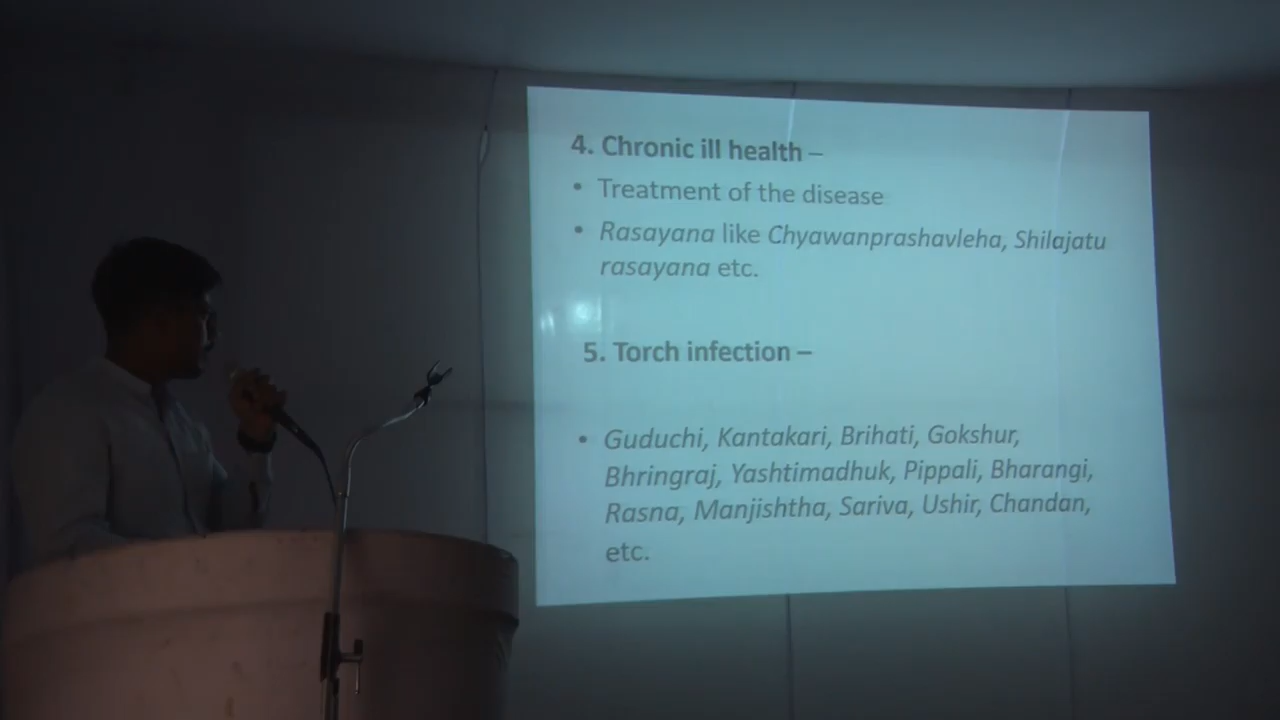 4. Chronic ill health –
• Treatment of the disease
• Rasayana like Chyawanprashavleha, Shilajatu
rasayana etc.
5. Torch infection –
• Guduchi, Kantakari, Brihati, Gokshur,
Bhringraj, Yashtimadhuk, Pippali, Bharangi,
Rasna, Manjishtha, Sariva, Ushir, Chandan,
etc.